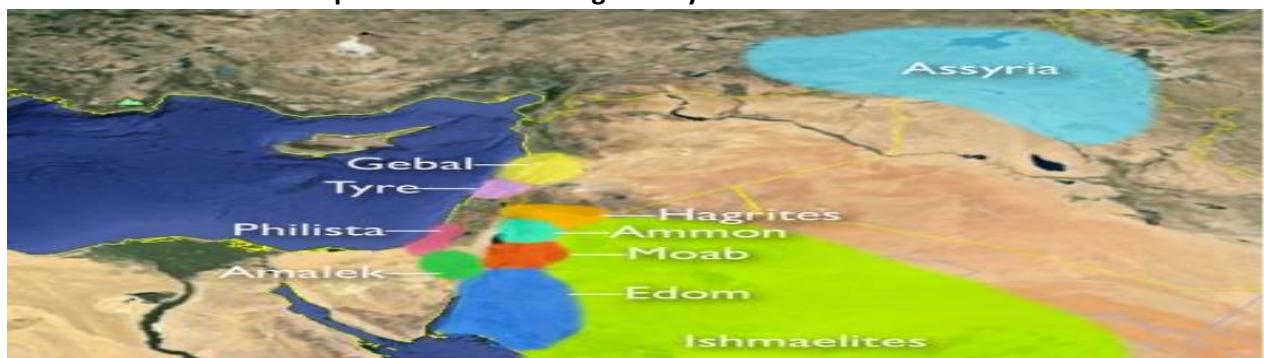 Assyria
Gebal
Tyre
Hagrites
Philista
Ammon
Moab
Amalek
Edom
Ishmaelites